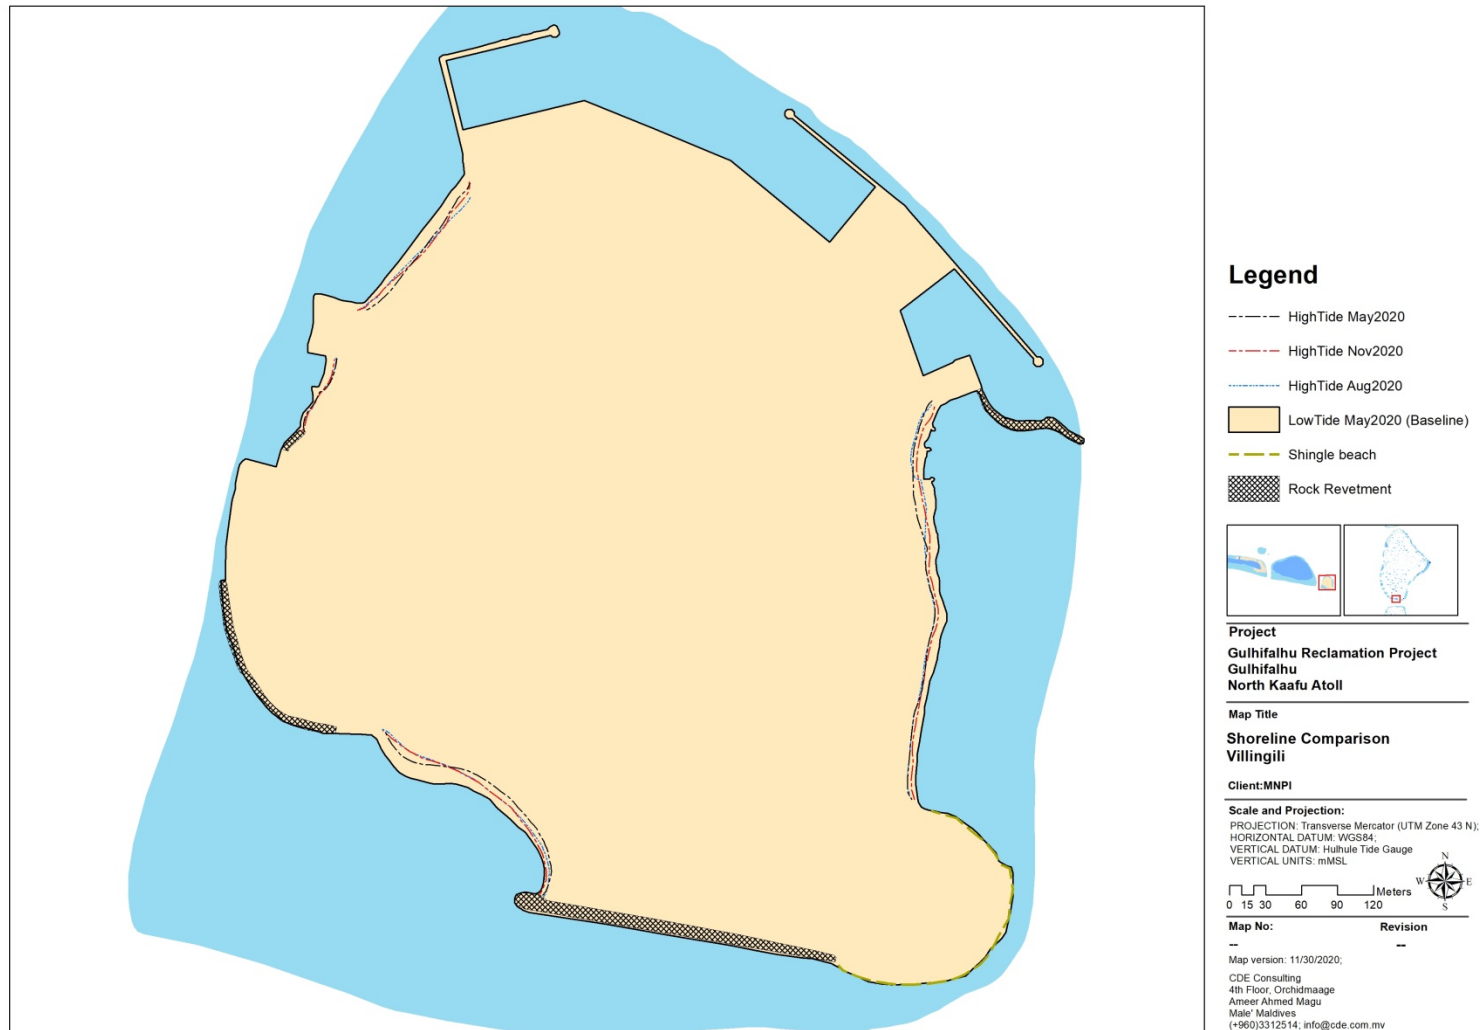 Legend
HighTide May2020
HighTide Nov2020
HighTide Aug2020
LowTide May2020 (Baseline)
Shingle beach
Rock Revetment
Project
Gulhifalhu Reclamation Project
Gulhifalhu
North Kaafu Atoll
Map Title
Shoreline Comparison
Villingili
Client:MNPI
Scale and Projection:
PROJECTION: Transverse Mercator (UTM Zone 43 N);
HORIZONTAL DATUM: WGS84;
VERTICAL DATUM: Hulhule Tide Gauge
VERTICAL UNITS: mMSL
N
W E
S
Meters
0 15 30 60 90 120
Map No: Revision
-- --
Map version: 11/30/2020;
CDE Consulting
4th Floor, Orchidmaage
Ameer Ahmed Magu
Male' Maldives
(+960)3312514; info@cde.com.mv